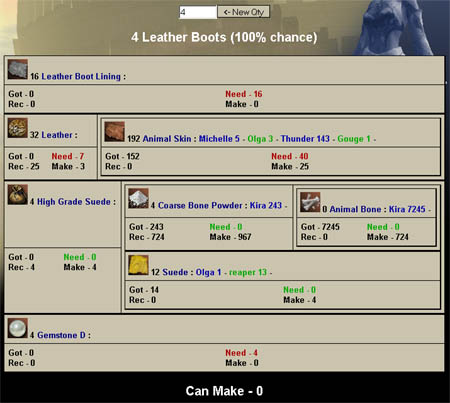 4 <- New Qty
4 Leather Boots (100% chance)
16 Leather Boot Lining :
Got - 0 Need - 16
Rec - 0 Make - 0
32 Leather :
Got - 0 Need - 7
Rec - 25 Make - 3
192 Animal Skin : Michelle 5 - Olga 3 - Thunder 143 - Gouge 1 -
Got - 152 Need - 40
Rec - 0 Make - 25
4 High Grade Suede :
Got - 0 Need - 0
Rec - 4 Make - 4
4 Coarse Bone Powder : Kira 243 -
Got - 243 Need - 0
Rec - 724 Make - 967
0 Animal Bone : Kira 7245 -
Got - 7245 Need - 0
Rec - 0 Make - 724
12 Suede : Olga 1 - reaper 13 -
Got - 14 Need - 0
Rec - 0 Make - 4
4 Gemstone D :
Got - 0 Need - 4
Rec - 0 Make - 0
Can Make - 0